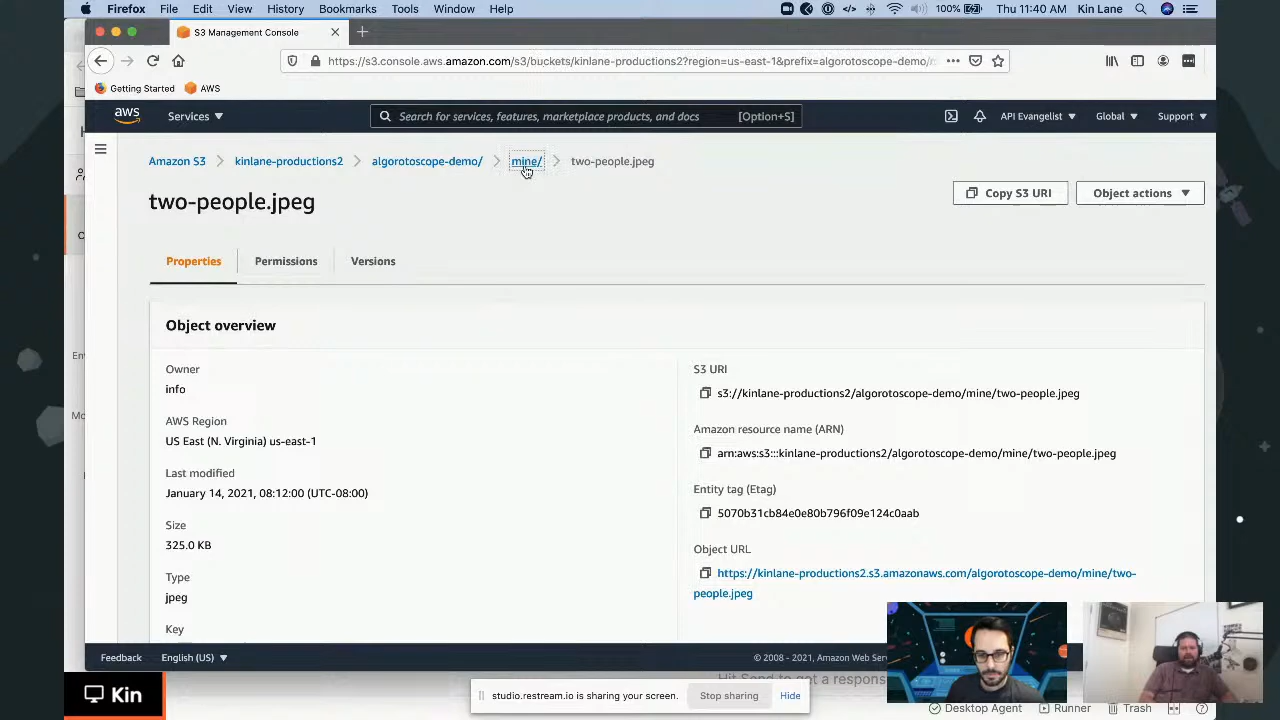 Firefox File Edit View History Bookmarks Tools Window Help 100% Thu 11:40 AM Kin Lane
S3 Management Console
https://s3.console.aws.amazon.com/s3/buckets/kinlane-productions2?region=us-east-1&prefix=algorotoscope-demo/
Getting Started AWS
aws Services Search for services, features, marketplace products, and docs [Option+S] API Evangelist Global Support
Amazon S3 kinlane-productions2 algorotoscope-demo/ mine/ two-people.jpeg
two-people.jpeg
Copy S3 URI Object actions
Properties Permissions Versions
Object overview
Owner
info
AWS Region
US East (N. Virginia) us-east-1
Last modified
January 14, 2021, 08:12:00 (UTC-08:00)
Size
325.0 KB
Type
jpeg
Key
S3 URI
s3://kinlane-productions2/algorotoscope-demo/mine/two-people.jpeg
Amazon resource name (ARN)
arn:aws:s3:::kinlane-productions2/algorotoscope-demo/mine/two-people.jpeg
Entity tag (Etag)
5070b31cb84e0e80b796f09e124c0aab
Object URL
https://kinlane-productions2.s3.amazonaws.com/algorotoscope-demo/mine/two-
people.jpeg
Feedback English (US) © 2008 - 2021, Amazon Web Ser
Hit Send to get a respons
Kin
studio.restream.io is sharing your screen. Stop sharing Hide
Desktop Agent Runner Trash